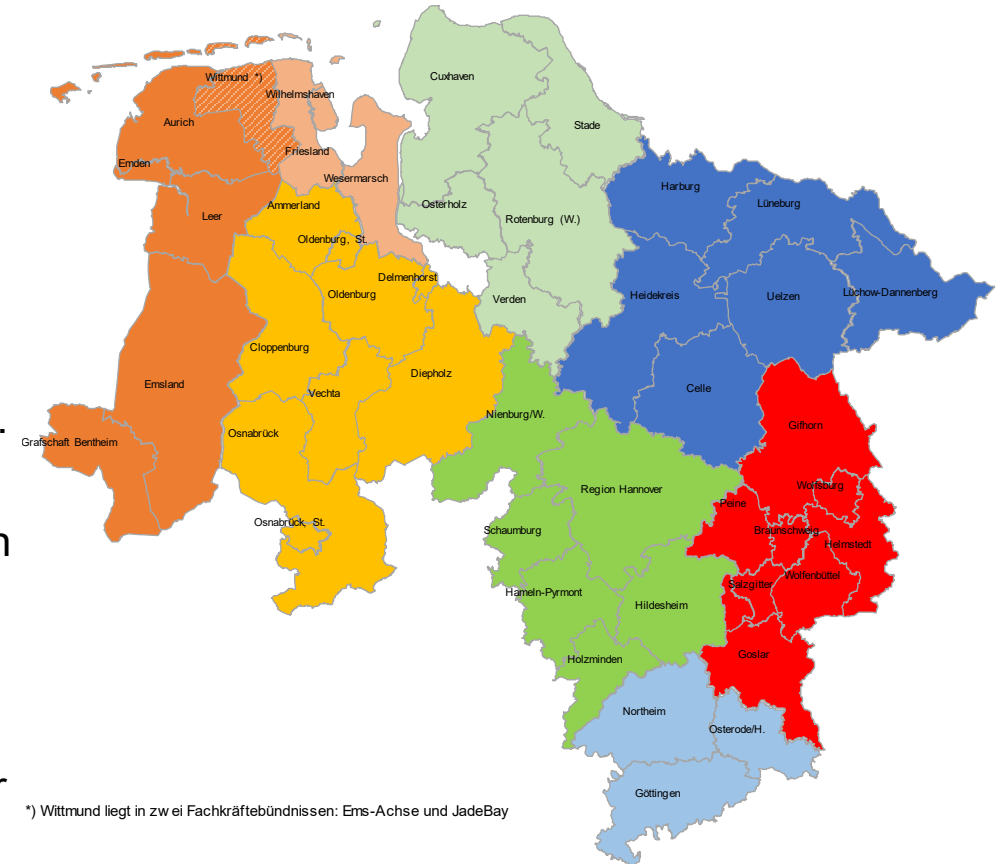 Cuxhaven
Wittmund *)
Wilhelmshaven
Aurich
Stade
Emden
Friesland
Wesermarsch
Harburg
Leer
Ammerland
Osterholz
Lüneburg
Rotenburg (W.)
Oldenburg, St.
Delmenhorst
Oldenburg
Verden
Heidekreis
Uelzen
Lüchow-Dannenberg
Cloppenburg
Diepholz
Emsland
Vechta
Celle
Nienburg/W.
Gifhorn
Osnabrück
Grafschaft Bentheim
Region Hannover
Wolfsburg
Peine
Osnabrück, St.
Schaumburg
Braunschweig
Helmstedt
Salzgitter
Wolfenbüttel
Hameln-Pyrmont
Hildesheim
Holzminden
Goslar
Northeim
Osterode/H.
Göttingen
n
r
*) Wittmund liegt in zwei Fachkräftebündnissen: Ems-Achse und JadeBay